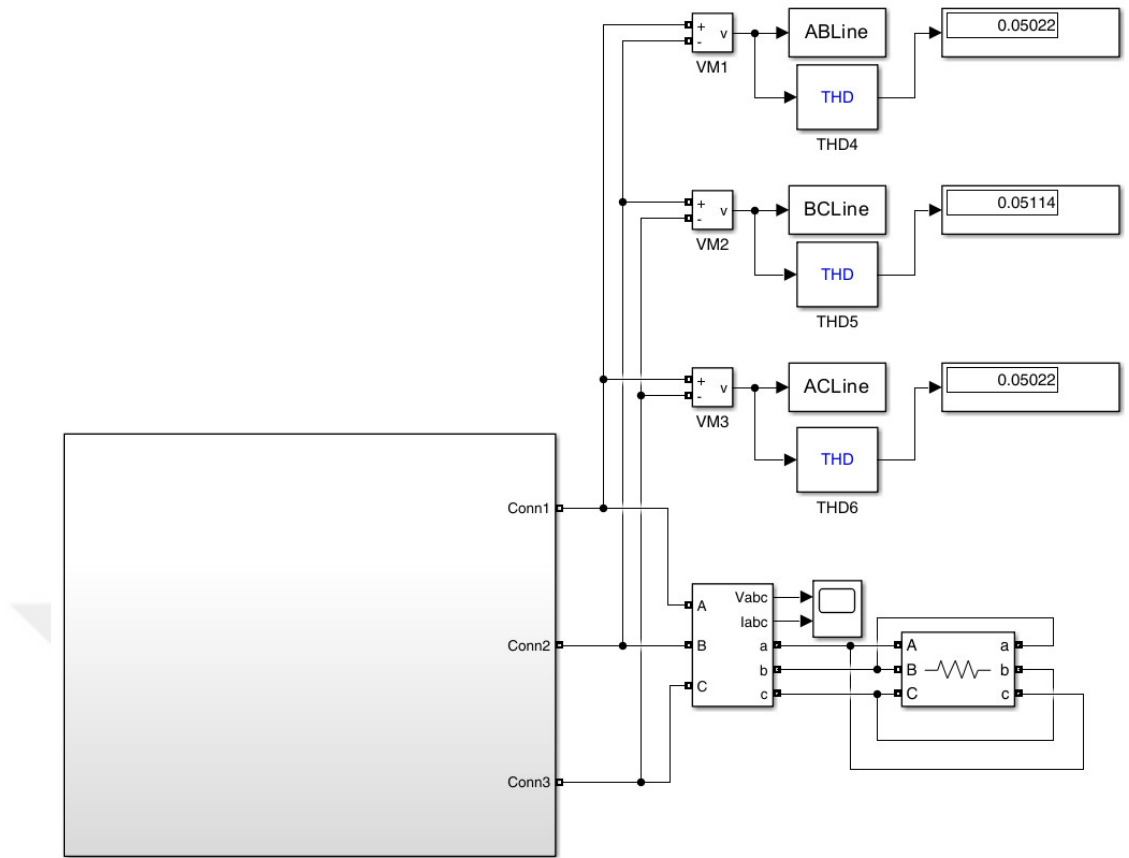 +
-
v
VM1
ABLine
THD
THD4
0.05022
+
-
v
VM2
BCLine
THD
THD5
0.05114
+
-
v
VM3
ACLine
THD
THD6
0.05022
Conn1
Conn2
Conn3
A
B
C
Vabc
Iabc
a
b
c
A
B
C
a
b
c